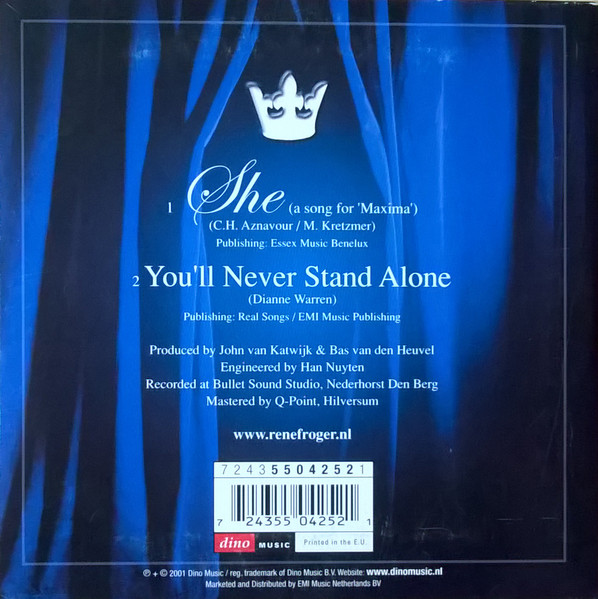 1 She (a song for 'Maxima')
(C.H. Aznavour / M. Kretzmer)
Publishing: Essex Music Benelux
2 You'll Never Stand Alone
(Dianne Warren)
Publishing: Real Songs / EMI Music Publishing
Produced by John van Katwijk & Bas van den Heuvel
Engineered by Han Nuyten
Recorded at Bullet Sound Studio, Nederhorst Den Berg
Mastered by Q-Point, Hilversum
www.renefroger.nl
724355042521
7 24355 04252 1
dino MUSIC Printed in the E.U.
℗ + © 2001 Dino Music / reg. trademark of Dino Music B.V. Website: www.dinomusic.nl
Marketed and Distributed by EMI Music Netherlands BV